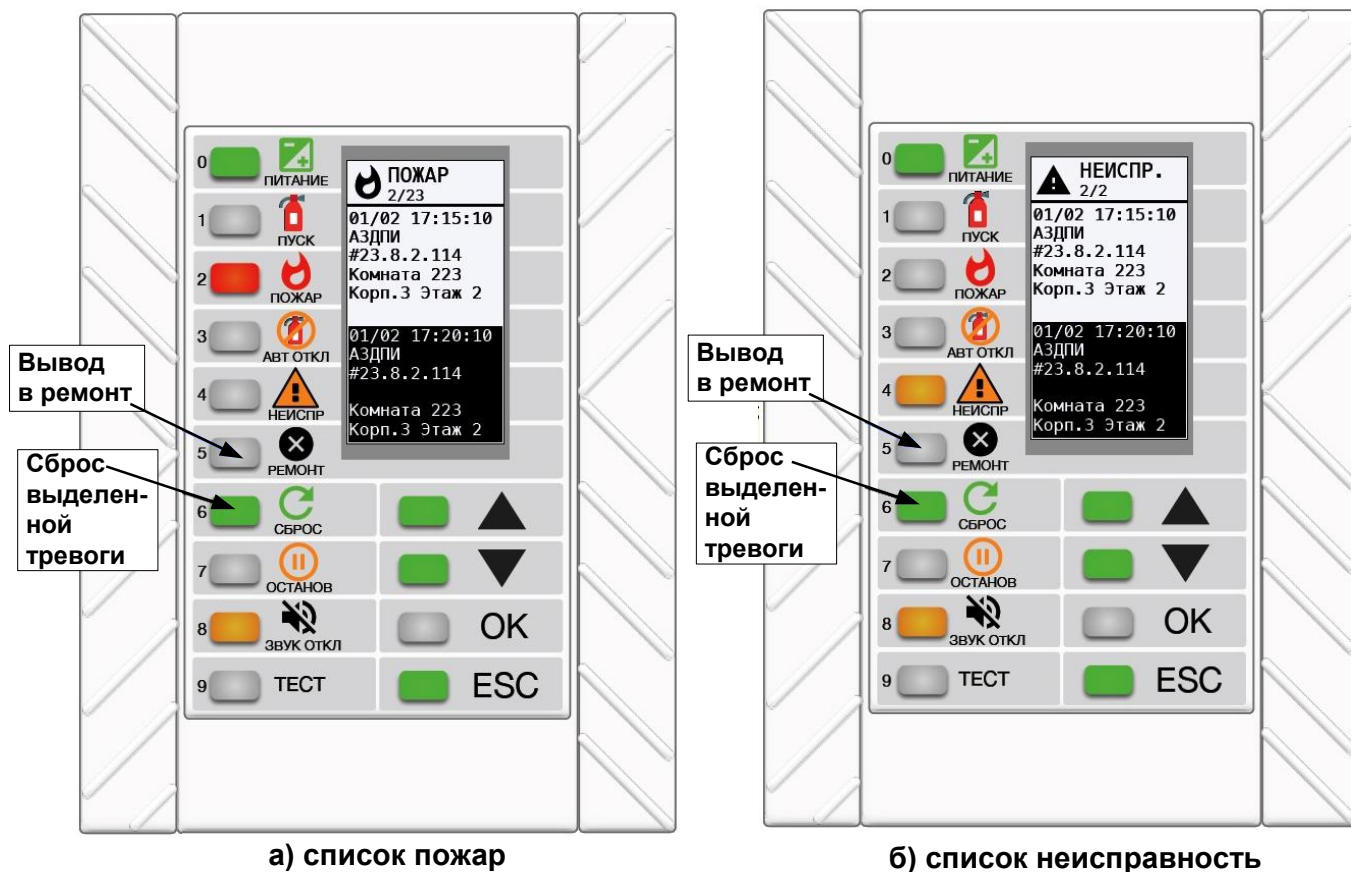 0
ПИТАНИЕ
1
ПУСК
2
ПОЖАР
3
АВТ ОТКЛ
4
НЕИСПР
5
РЕМОНТ
6
СБРОС
7
ОСТАНОВ
8
ЗВУК ОТКЛ
OK
9
ТЕСТ
ESC
ПОЖАР
2/23
01/02 17:15:10
АЗДПИ
#23.8.2.114
Комната 223
Корп.3 Этаж 2
01/02 17:20:10
АЗДПИ
#23.8.2.114
Комната 223
Корп.3 Этаж 2
Вывод
в ремонт
Сброс
выделен-
ной
тревоги
а) список пожар
0
ПИТАНИЕ
1
ПУСК
2
ПОЖАР
3
АВТ ОТКЛ
4
НЕИСПР
5
РЕМОНТ
6
СБРОС
7
ОСТАНОВ
8
ЗВУК ОТКЛ
OK
9
ТЕСТ
ESC
НЕИСПР.
2/2
01/02 17:15:10
АЗДПИ
#23.8.2.114
Комната 223
Корп.3 Этаж 2
01/02 17:20:10
АЗДПИ
#23.8.2.114
Комната 223
Корп.3 Этаж 2
Вывод
в ремонт
Сброс
выделен-
ной
тревоги
б) список неисправность